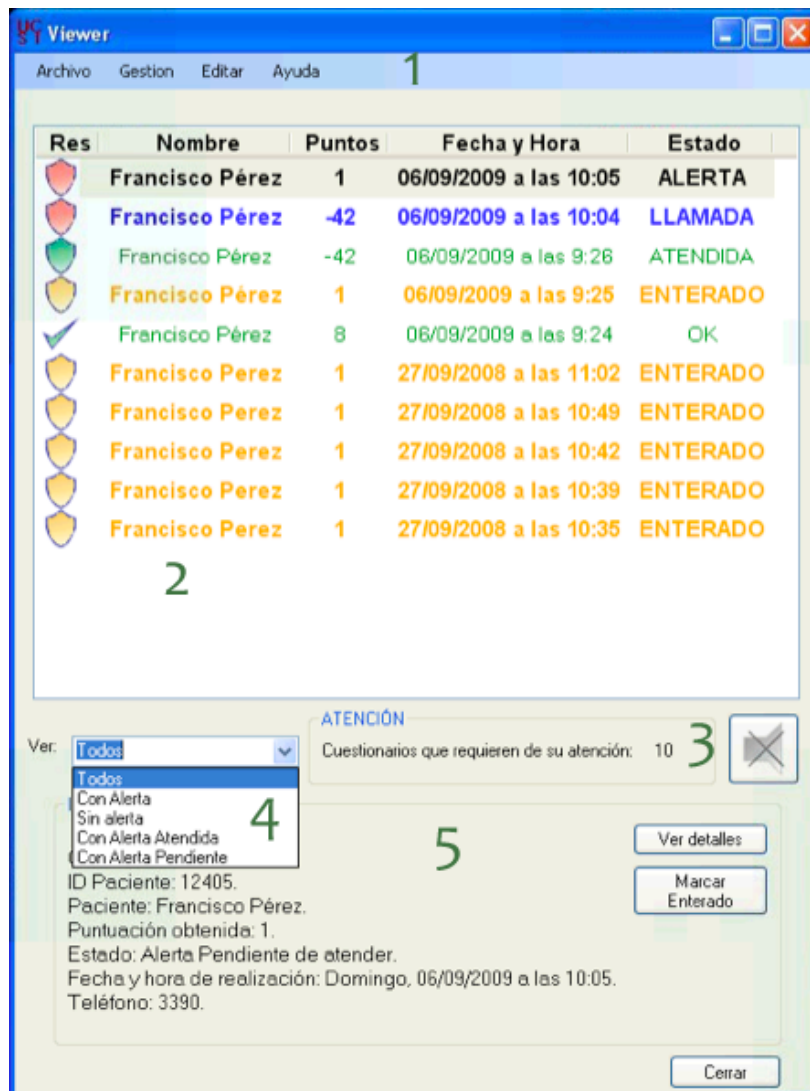 UCST Viewer
Archivo Gestion Editar Ayuda 1
Res Nombre Puntos Fecha y Hora Estado
Francisco Pérez 1 06/09/2009 a las 10:05 ALERTA
Francisco Pérez -42 06/09/2009 a las 10:04 LLAMADA
Francisco Pérez -42 06/09/2009 a las 9:26 ATENDIDA
Francisco Pérez 1 06/09/2009 a las 9:25 ENTERADO
Francisco Pérez 8 06/09/2009 a las 9:24 OK
Francisco Perez 1 27/09/2008 a las 11:02 ENTERADO
Francisco Perez 1 27/09/2008 a las 10:49 ENTERADO
Francisco Perez 1 27/09/2008 a las 10:42 ENTERADO
Francisco Perez 1 27/09/2008 a las 10:39 ENTERADO
Francisco Perez 1 27/09/2008 a las 10:35 ENTERADO
2
ATENCIÓN
Ver: Todos Cuestionarios que requieren de su atención: 10 3
Todos
Con Alerta
Sin alerta
Con Alerta Atendida
Con Alerta Pendiente
4
5
Ver detalles
Marcar
Enterado
ID Paciente: 12405.
Paciente: Francisco Pérez.
Puntuación obtenida: 1.
Estado: Alerta Pendiente de atender.
Fecha y hora de realización: Domingo, 06/09/2009 a las 10:05.
Teléfono: 3390.
Cerrar